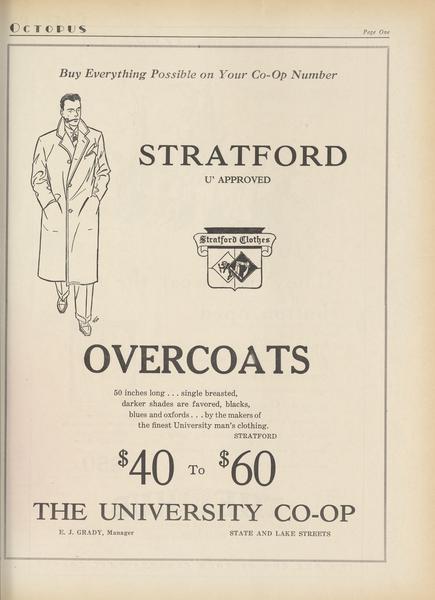 OCTOPUS
Page One
Buy Everything Possible on Your Co-Op Number
STRATFORD
U' APPROVED
Stratford Clothes
OVERCOATS
50 inches long . . . single breasted,
darker shades are favored, blacks,
blues and oxfords . . . by the makers of
the finest University man's clothing.
STRATFORD
$40 To $60
THE UNIVERSITY CO-OP
E. J. GRADY, Manager
STATE AND LAKE STREETS